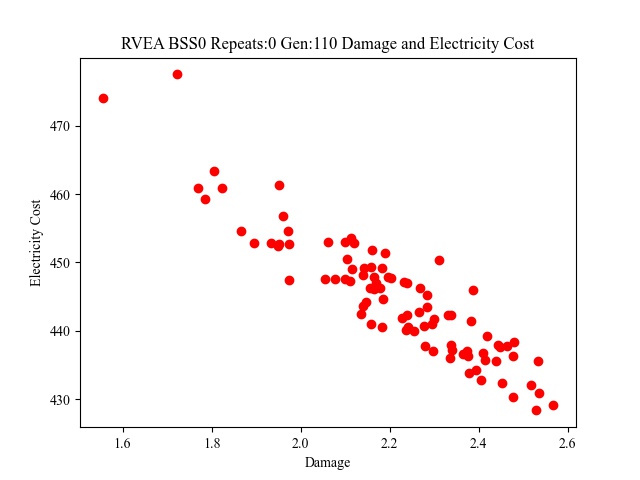 RVEA BSS0 Repeats:0 Gen:110 Damage and Electricity Cost
470
460
450
440
430
Electricity Cost
1.6 1.8 2.0 2.2 2.4 2.6
Damage